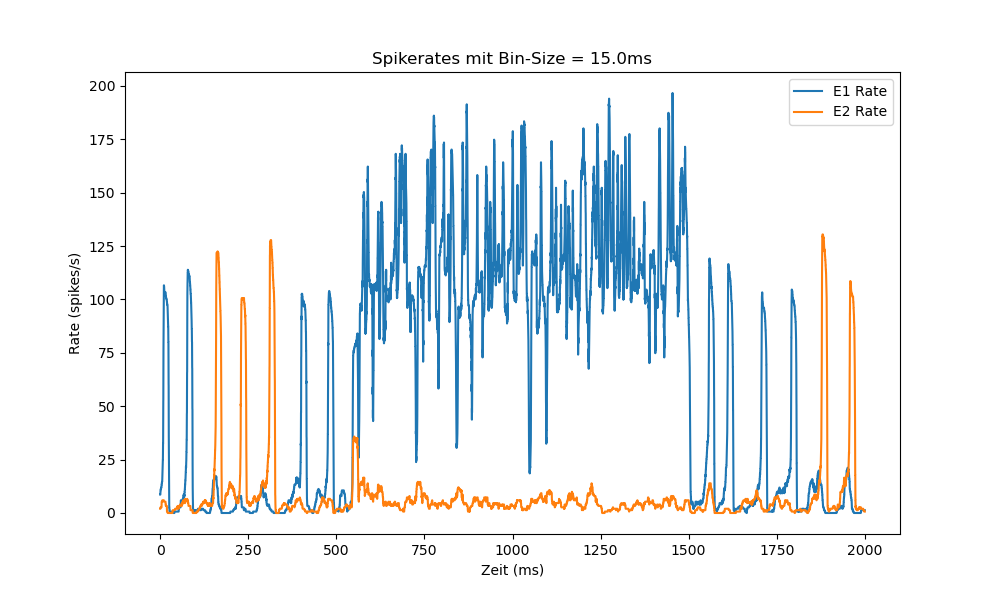 Spikerates mit Bin-Size = 15.0ms
E1 Rate
E2 Rate
200
175
150
125
100
75
50
25
0
Rate (spikes/s)
0 250 500 750 1000 1250 1500 1750 2000
Zeit (ms)